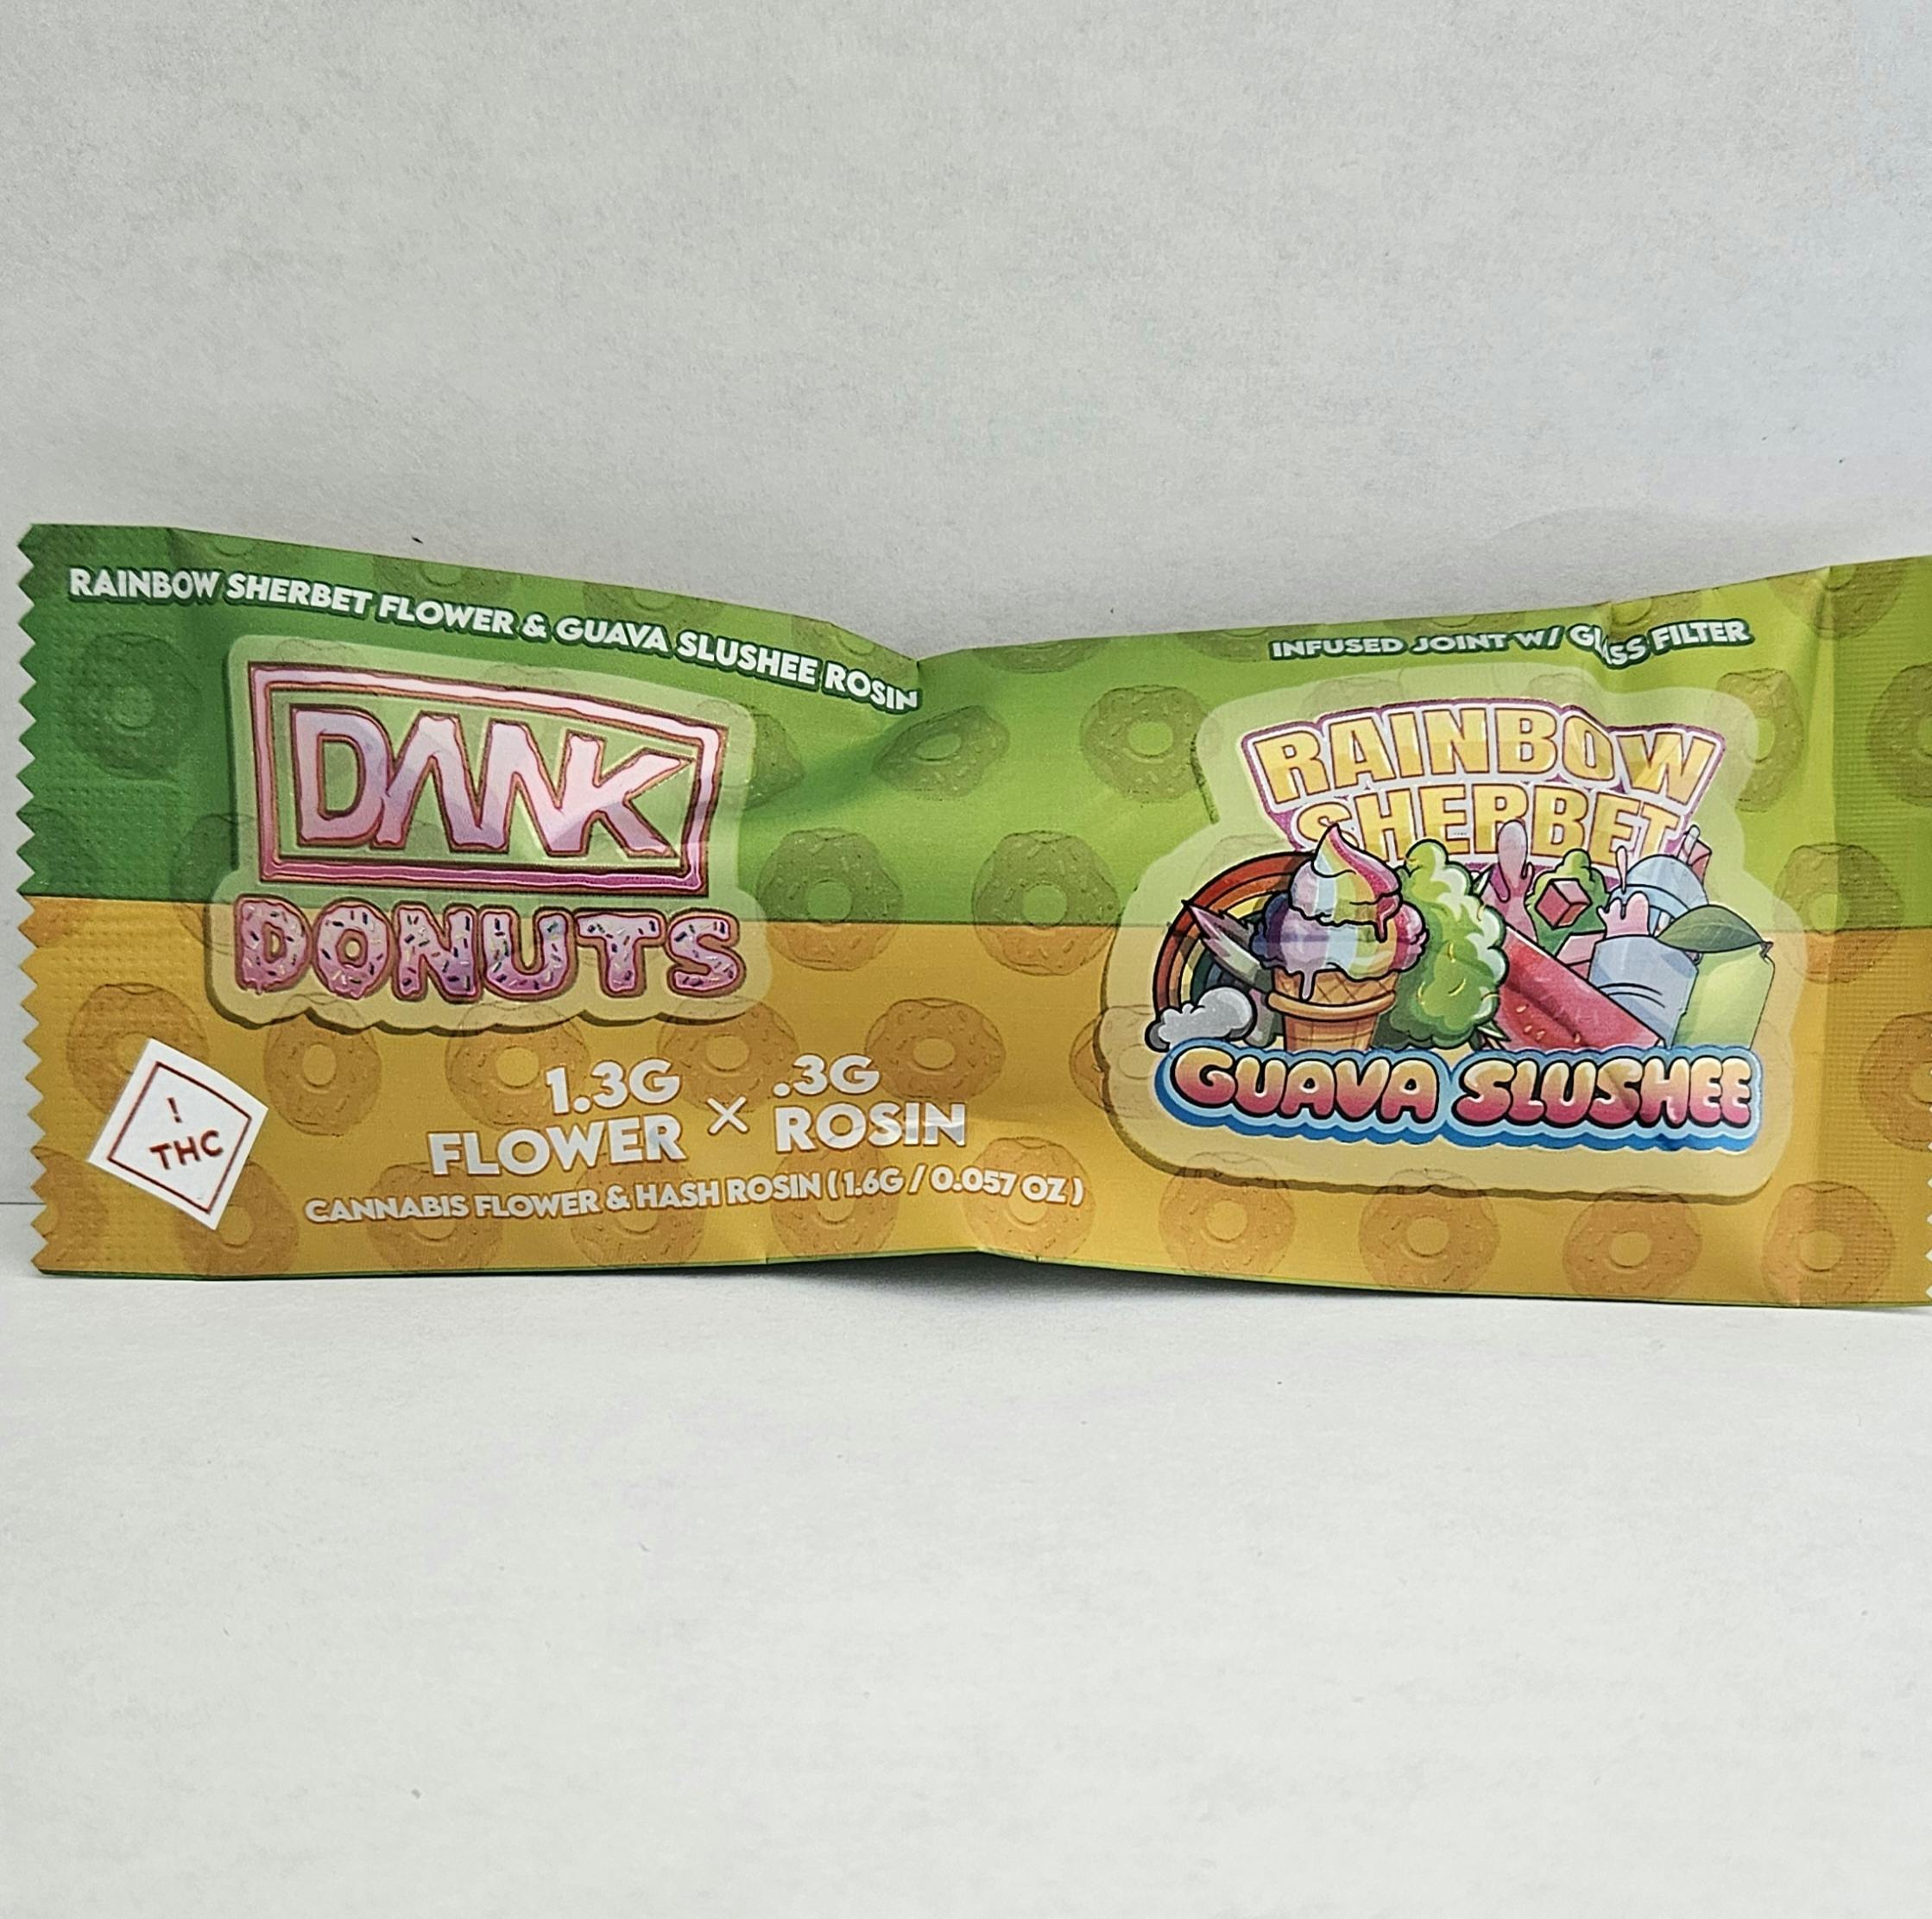 RAINBOW SHERBET FLOWER & GUAVA SLUSHEE ROSIN
DANK
DONUTS
!
THC
1.3G
FLOWER
X
.3G
ROSIN
CANNABIS FLOWER & HASH ROSIN (1.6G / 0.057 OZ)
INFUSED JOINT W/ GLASS FILTER
RAINBOW
SHERBET
GUAVA SLUSHEE